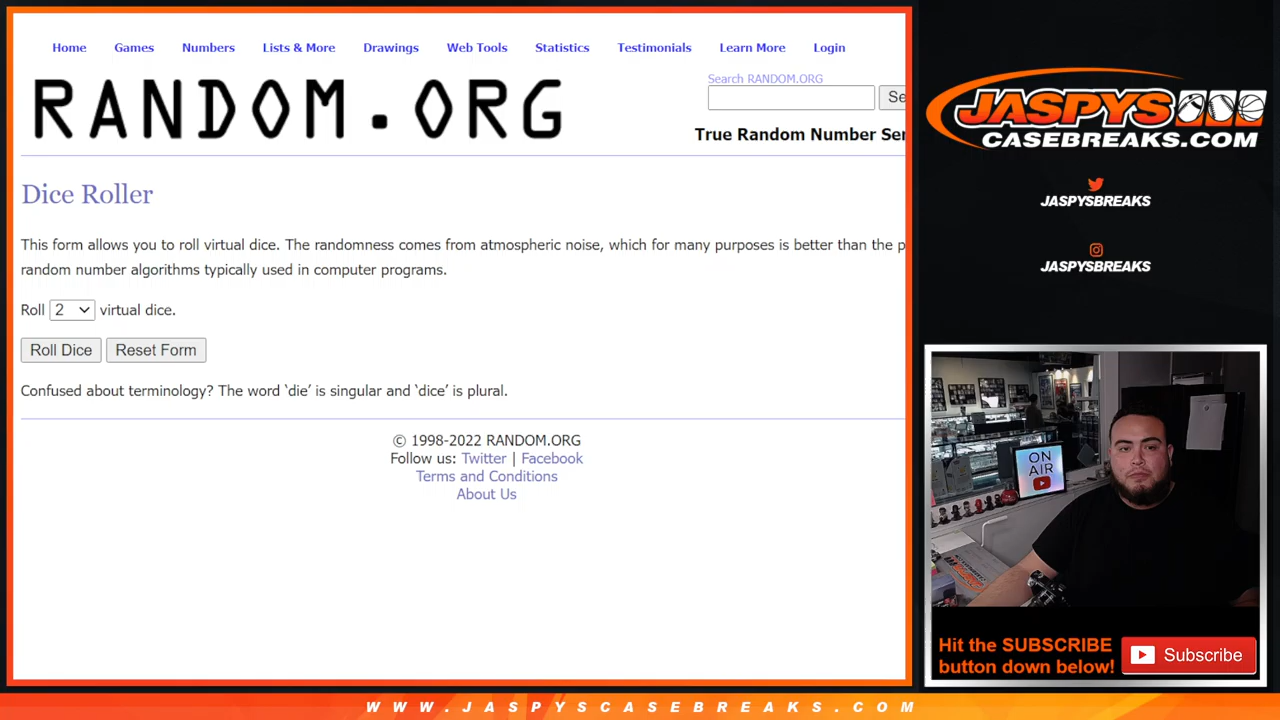 Home Games Numbers Lists & More Drawings Web Tools Statistics Testimonials Learn More Login
RANDOM.ORG
Search RANDOM.ORG
Se
True Random Number Ser
Dice Roller
This form allows you to roll virtual dice. The randomness comes from atmospheric noise, which for many purposes is better than the p
random number algorithms typically used in computer programs.
Roll 2 virtual dice.
Roll Dice Reset Form
Confused about terminology? The word ‘die’ is singular and ‘dice’ is plural.
© 1998-2022 RANDOM.ORG
Follow us: Twitter | Facebook
Terms and Conditions
About Us
JASPYS
CASEBREAKS.COM
JASPYSBREAKS
JASPYSBREAKS
ON
AIR
Hit the SUBSCRIBE
button down below!
Subscribe
WWW.JASPYSCASEBREAKS.COM